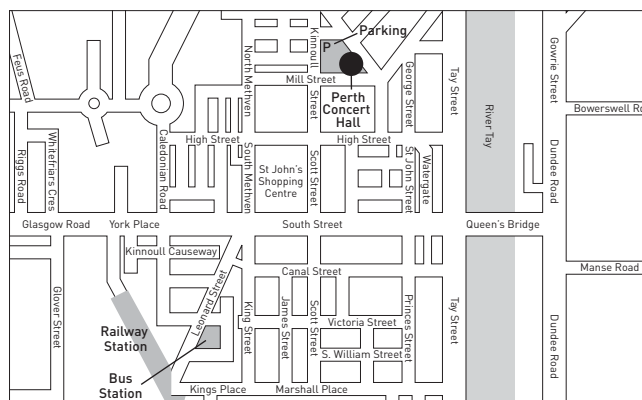 Parking
P
Kinnoull
Street
Feus Road
North Methven
Gowrie Street
Mill Street
George Street
Tay Street
Perth
Concert
Hall
River Tay
Bowerswell Ro
High Street
High Street
Caledonian Road
Whitefriars Cres
Riggs Road
South Methven
St John's
Shopping
Centre
Scott Street
St John Street
Watergate
Dundee Road
Glasgow Road
York Place
South Street
Queen's Bridge
Kinnoull Causeway
Canal Street
Manse Road
Leonard Street
Glover Street
King Street
James Street
Scott Street
Princes Street
Tay Street
Dundee Road
Victoria Street
Railway
Station
S. William Street
Bus
Station
Kings Place
Marshall Place